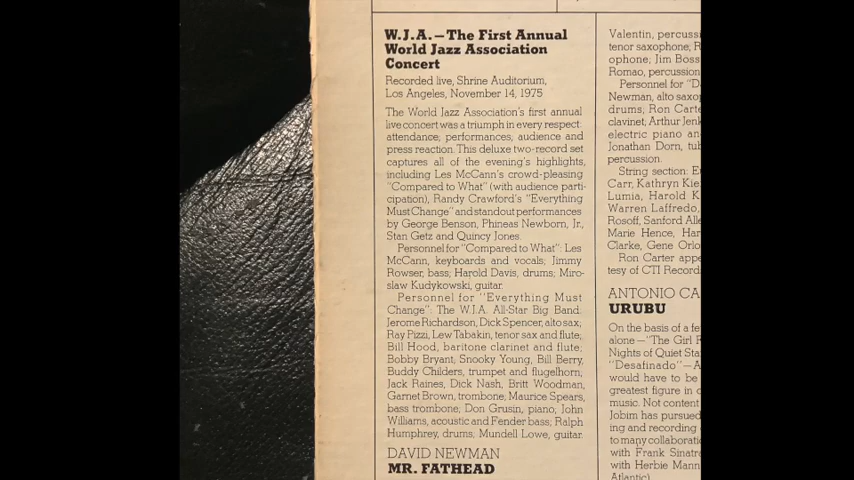 W.J.A.—The First Annual
World Jazz Association
Concert
Recorded live, Shrine Auditorium,
Los Angeles, November 14, 1975
The World Jazz Association's first annual
live concert was a triumph in every respect:
attendance; performances; audience and
press reaction. This deluxe two-record set
captures all of the evening's highlights,
including Les McCann's crowd-pleasing
"Compared to What" (with audience parti-
cipation), Randy Crawford's "Everything
Must Change" and standout performances
by George Benson, Phineas Newborn, Jr.,
Stan Getz and Quincy Jones.
Personnel for "Compared to What": Les
McCann, keyboards and vocals; Jimmy
Rowser, bass; Harold Davis, drums; Miro-
slaw Kudykowski, guitar.
Personnel for "Everything Must
Change": The W.J.A. All-Star Big Band:
Jerome Richardson, Dick Spencer, alto sax;
Ray Pizzi, Lew Tabakin, tenor sax and flute;
Bill Hood, baritone clarinet and flute;
Bobby Bryant, Snooky Young, Bill Berry,
Buddy Childers, trumpet and flugelhorn;
Jack Raines, Dick Nash, Britt Woodman,
Garnet Brown, trombone; Maurice Spears,
bass trombone; Don Grusin, piano; John
Williams, acoustic and Fender bass; Ralph
Humphrey, drums; Mundell Lowe, guitar.
DAVID NEWMAN
MR. FATHEAD
Valentin, percussi
tenor saxophone; R
ophone; Jim Boss
Romao, percussion
Personnel for "D
Newman, alto saxo
drums; Ron Carte
clavinet; Arthur Jenk
electric piano an
Jonathan Dorn, tub
percussion.
String section: E
Carr, Kathryn Kie
Lumia, Harold K
Warren Laffredo,
Rosoff, Sanford Alle
Marie Hence, Har
Clarke, Gene Orlo
Ron Carter appe
tesy of CTI Record
ANTONIO CA
URUBU
On the basis of a fe
alone—"The Girl F
Nights of Quiet Sta
"Desafinado"—A
would have to be
greatest figure in c
music. Not content
Jobim has pursued
ing and recording
to many collaboratio
with Frank Sinatr
with Herbie Mann
Atlantic)